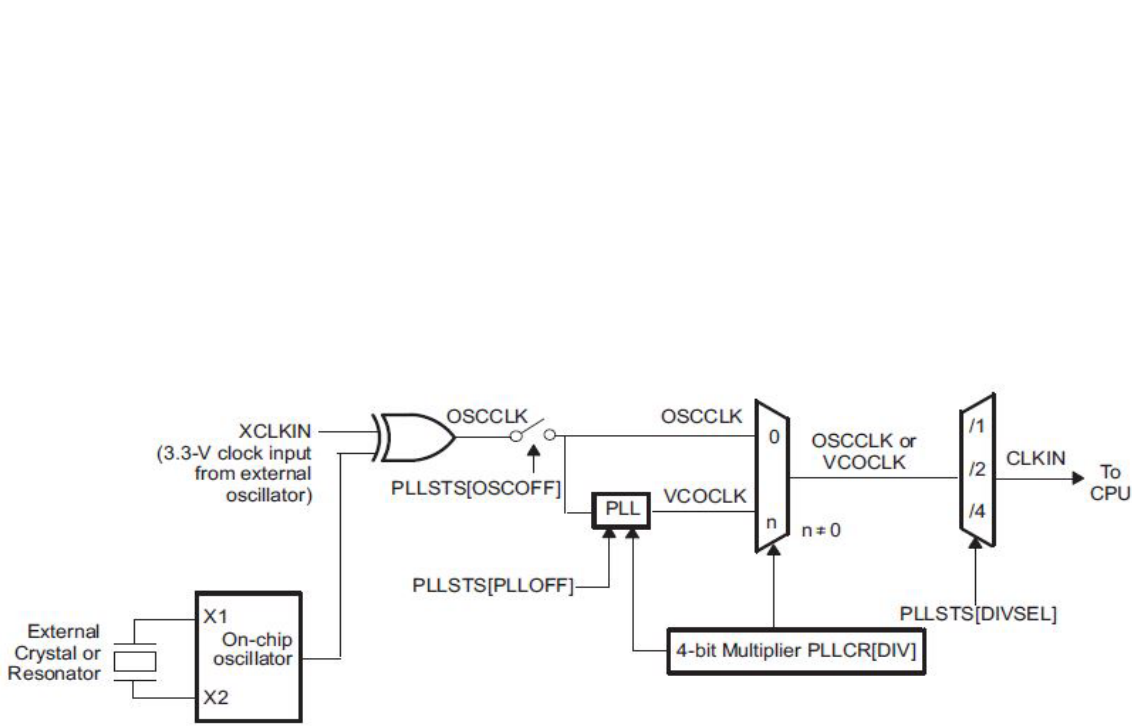 XCLKIN
(3.3-V clock input
from external
oscillator)
OSCCLK
PLLSTS[OSCOFF]
OSCCLK
PLL
VCOCLK
0
n
n ≠ 0
OSCCLK or
VCOCLK
/1
/2
/4
CLKIN
To
CPU
PLLSTS[PLLOFF]
PLLSTS[DIVSEL]
4-bit Multiplier PLLCR[DIV]
External
Crystal or
Resonator
X1
On-chip
oscillator
X2